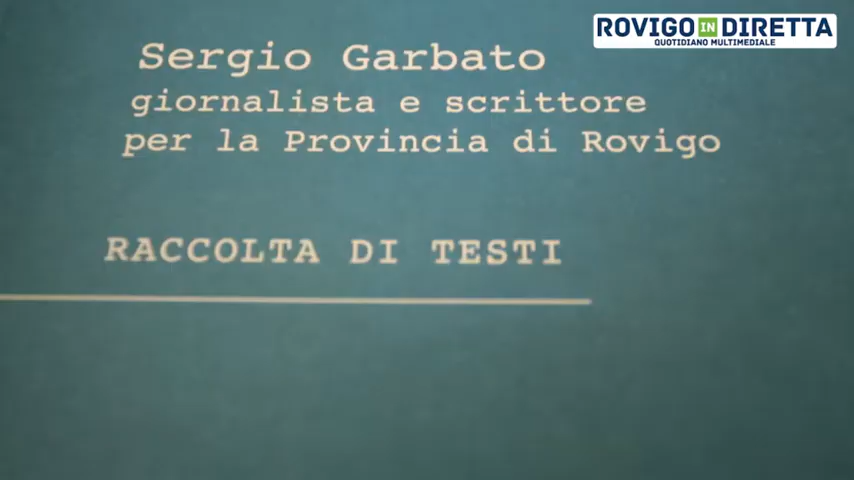 ROVIGO IN DIRETTA
QUOTIDIANO MULTIMEDIALE
Sergio Garbato
giornalista e scrittore
per la Provincia di Rovigo
RACCOLTA DI TESTI